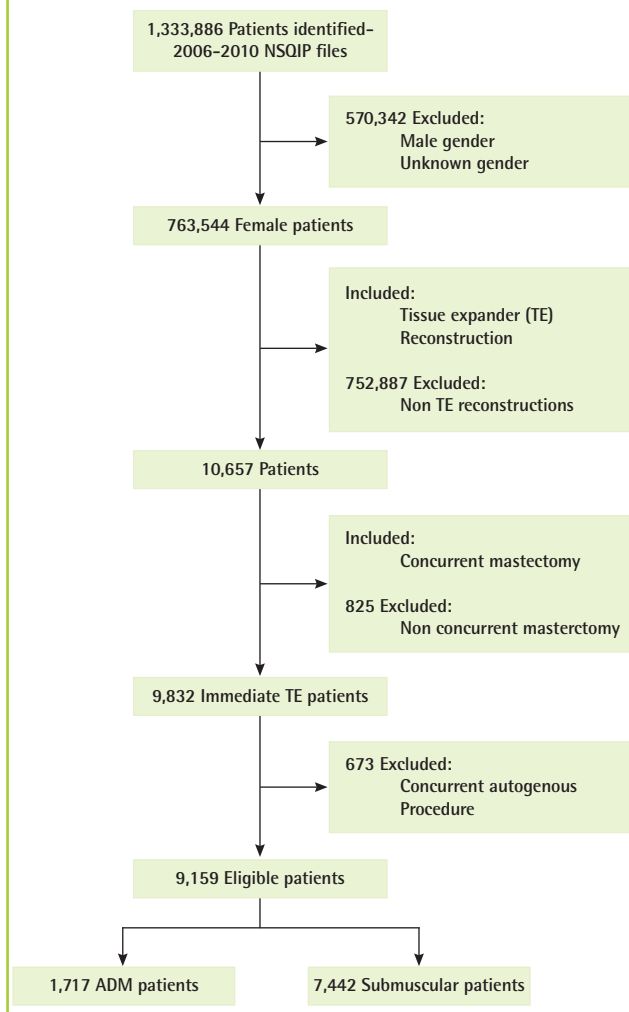 1,333,886 Patients identified-
2006-2010 NSQIP files
570,342 Excluded:
Male gender
Unknown gender
763,544 Female patients
Included:
Tissue expander (TE)
Reconstruction
752,887 Excluded:
Non TE reconstructions
10,657 Patients
Included:
Concurrent mastectomy
825 Excluded:
Non concurrent masterctomy
9,832 Immediate TE patients
673 Excluded:
Concurrent autogenous
Procedure
9,159 Eligible patients
1,717 ADM patients
7,442 Submuscular patients